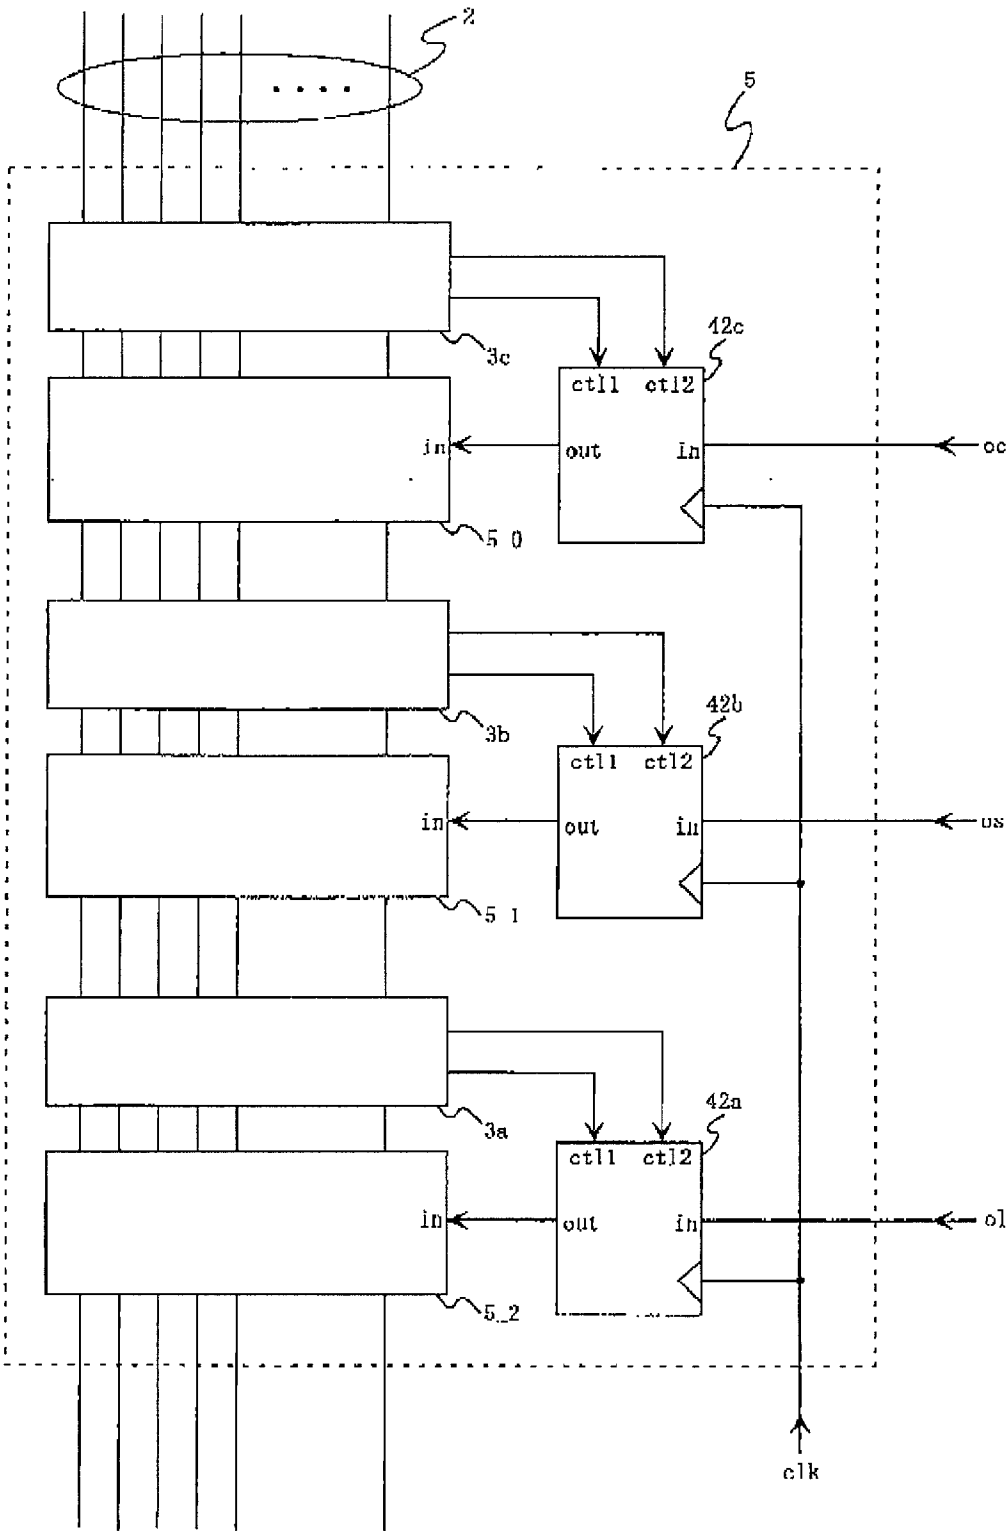 2
5
3c
42c
ctl1 ctl2
in
out
in
oc
5_0
3b
42b
ctl1 ctl2
in
out
in
os
5_1
3a
42a
ctl1 ctl2
in
out
in
ol
5_2
clk